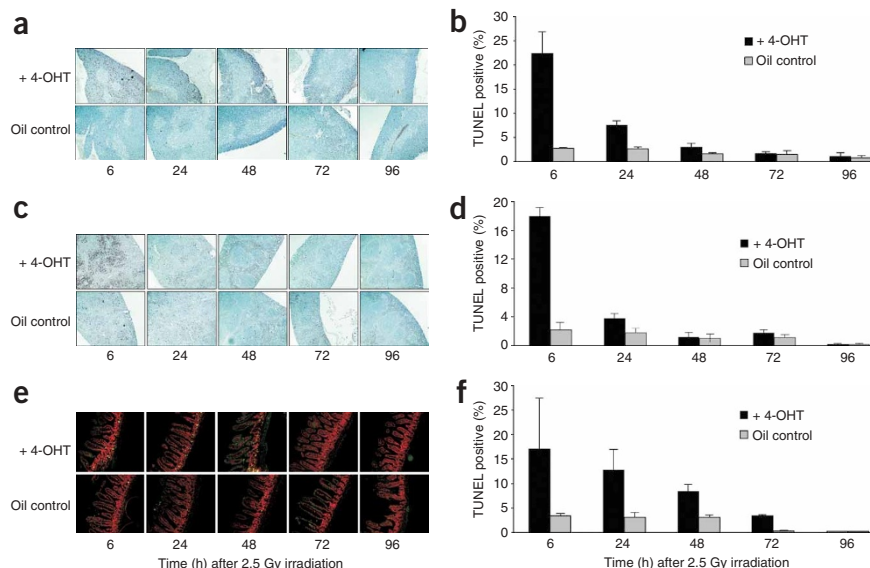 a
+ 4-OHT
Oil control
6 24 48 72 96
b
TUNEL positive (%)
30
25
20
15
10
5
0
+ 4-OHT
Oil control
6 24 48 72 96
c
+ 4-OHT
Oil control
6 24 48 72 96
d
TUNEL positive (%)
20
16
12
8
4
0
+ 4-OHT
Oil control
6 24 48 72 96
e
+ 4-OHT
Oil control
6 24 48 72 96
Time (h) after 2.5 Gy irradiation
f
TUNEL positive (%)
30
25
20
15
10
5
0
+ 4-OHT
Oil control
6 24 48 72 96
Time (h) after 2.5 Gy irradiation